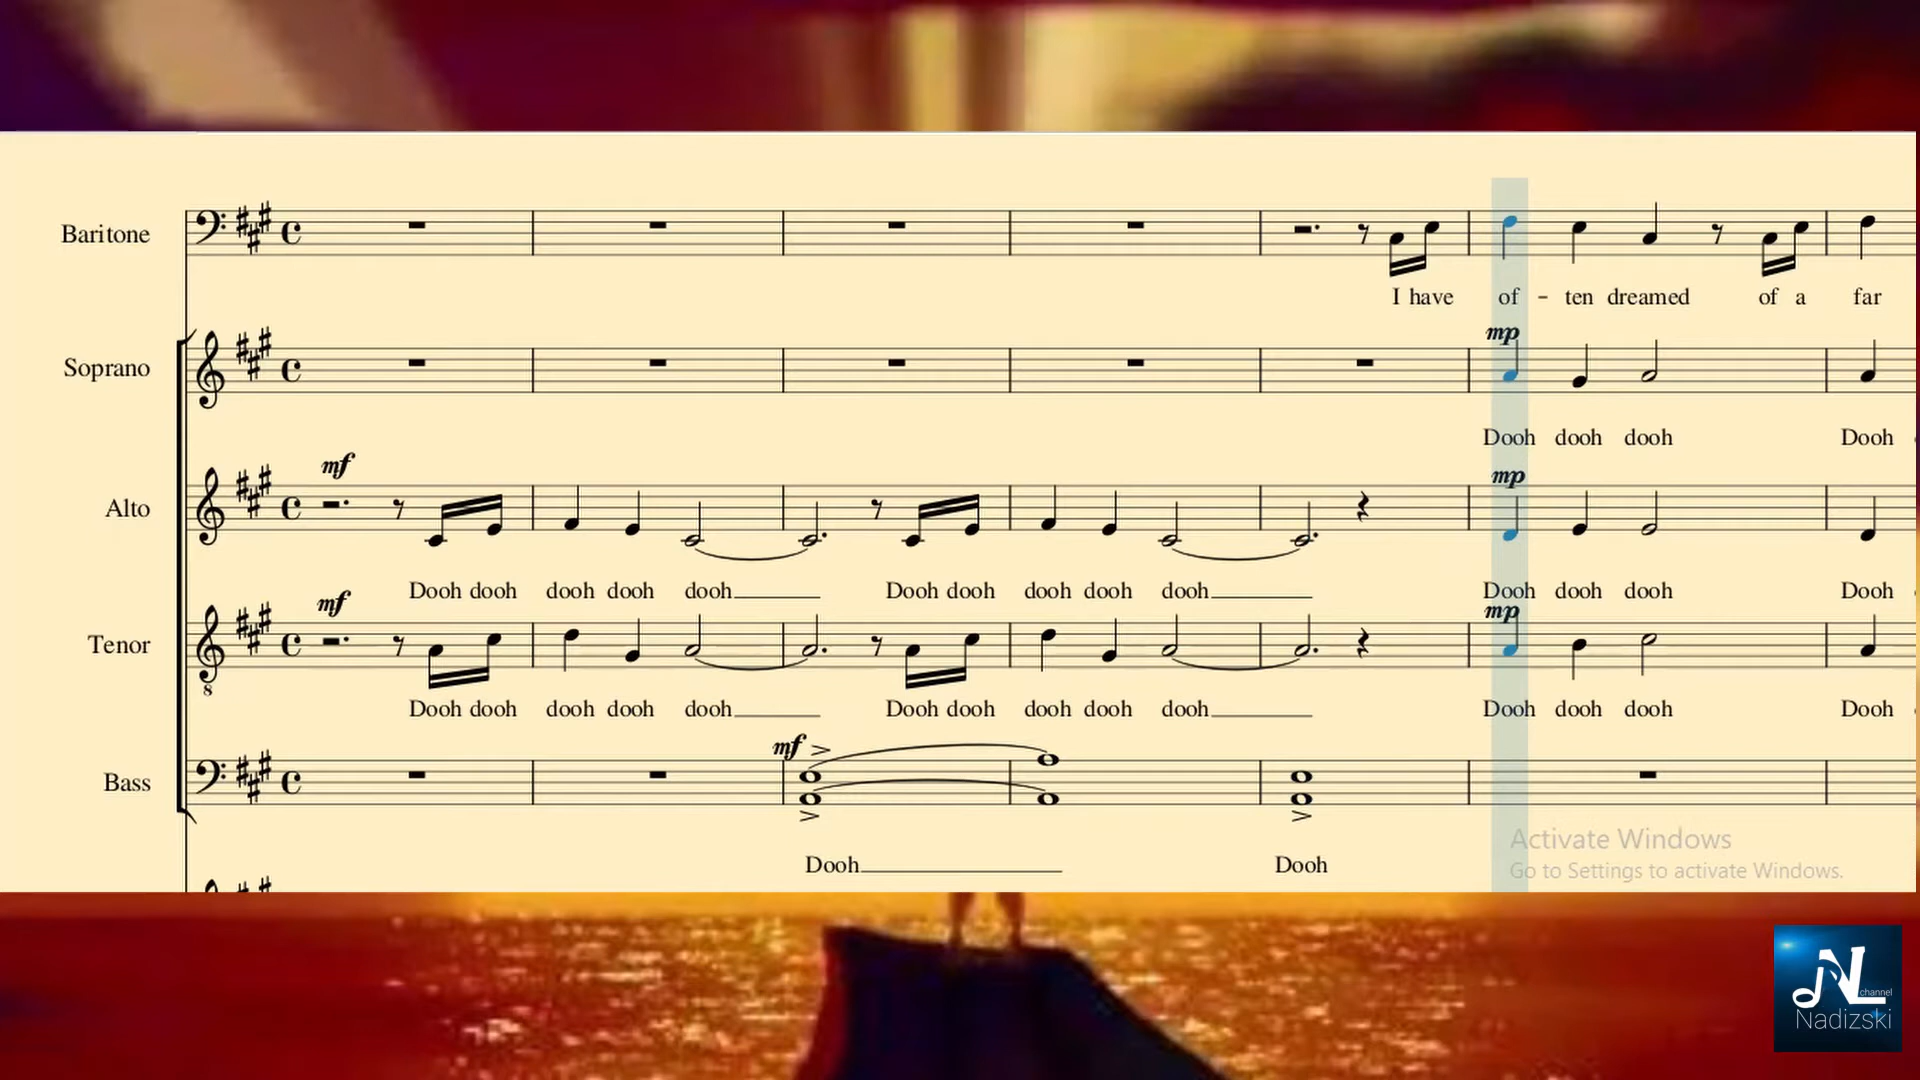 Baritone
I have of - ten dreamed of a far
mp
Soprano
Dooh dooh dooh Dooh
mf mp
Alto
Dooh dooh dooh dooh dooh Dooh dooh dooh dooh dooh Dooh dooh dooh Dooh
mf mp
Tenor
8
Dooh dooh dooh dooh dooh Dooh dooh dooh dooh dooh Dooh dooh dooh Dooh
mf
Bass
Dooh Dooh
Activate Windows
Go to Settings to activate Windows.
NL
channel
Nadizski